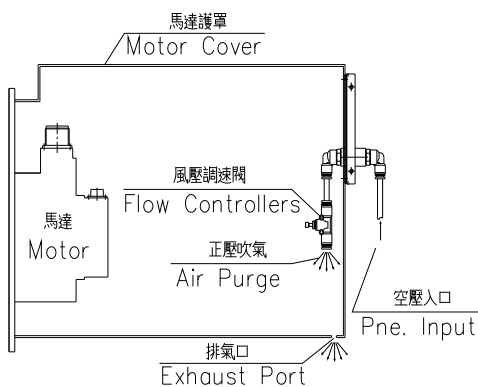 馬達護罩
Motor Cover
風壓調速閥
Flow Controllers
馬達
Motor
正壓吹氣
Air Purge
空壓入口
Pne. Input
排氣口
Exhaust Port